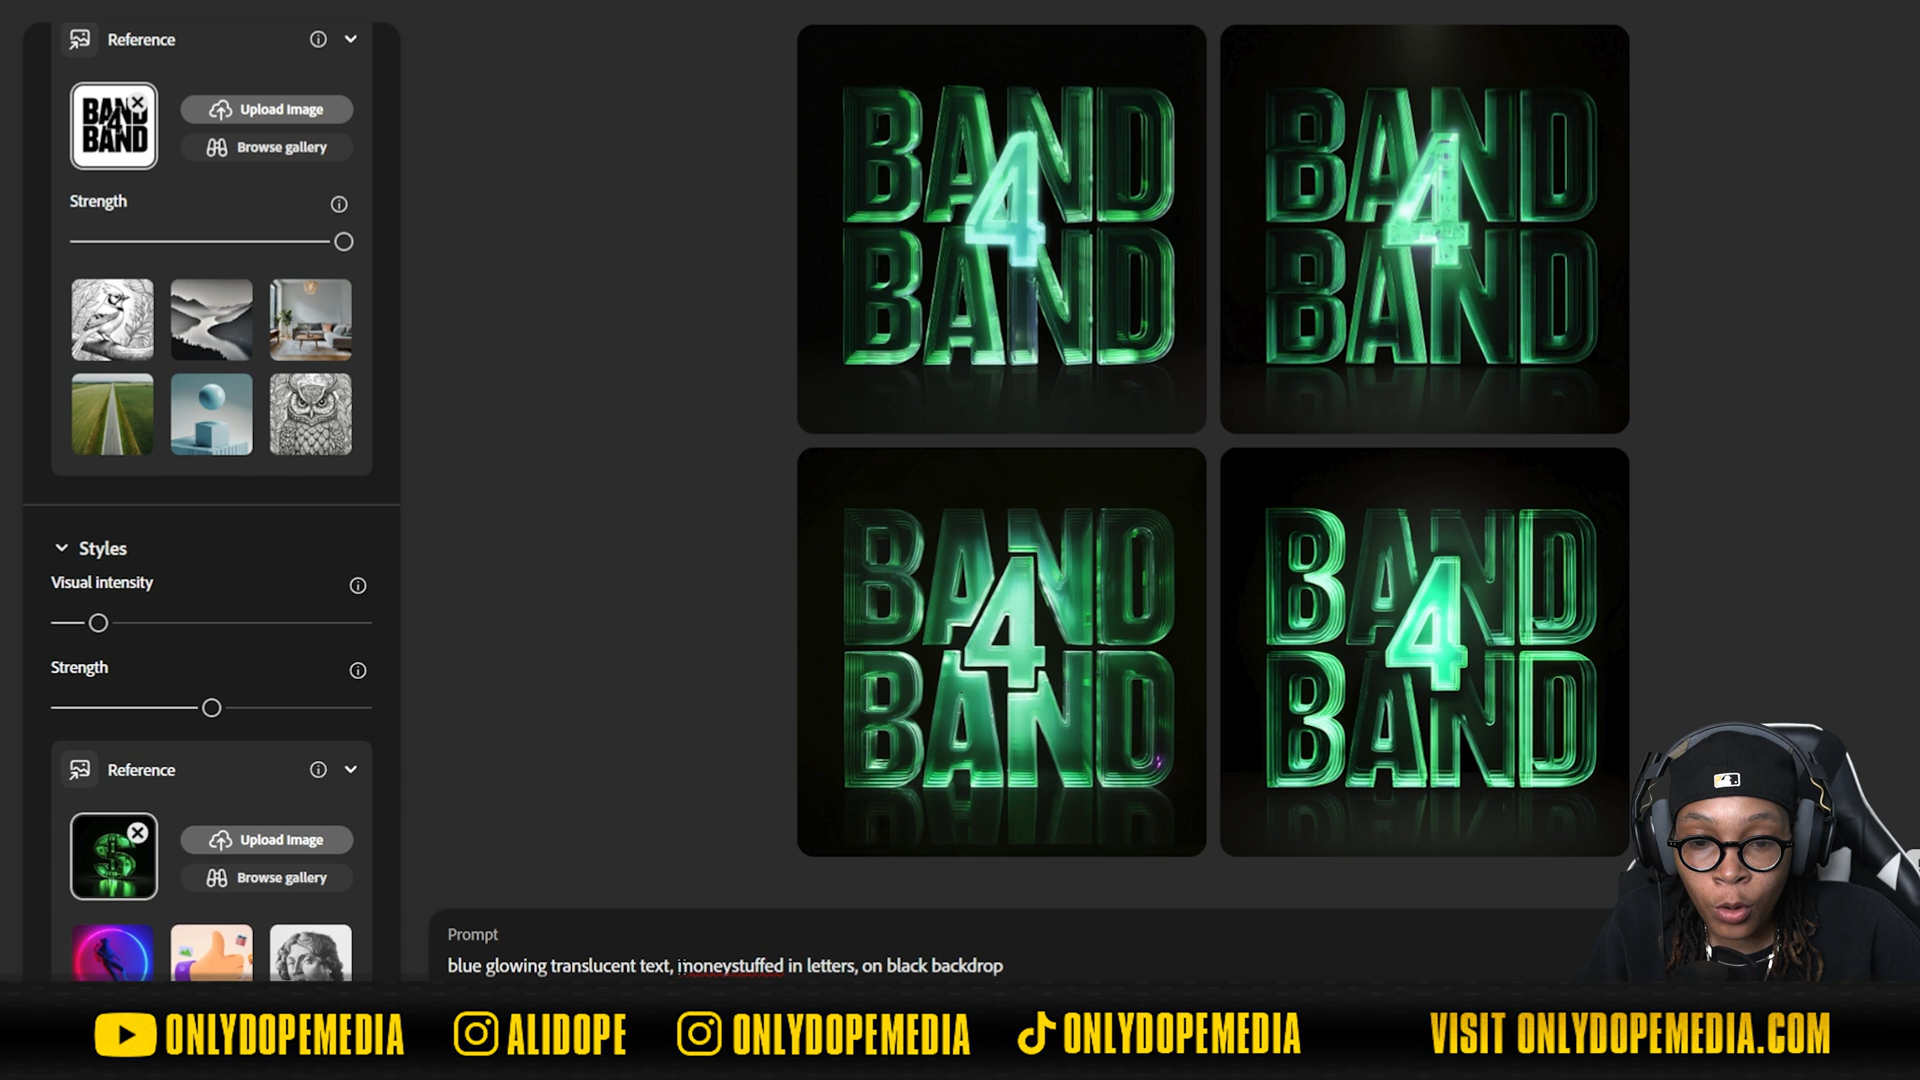 Reference
BAND
4
BAND
Upload Image
Browse gallery
Strength
Styles
Visual intensity
Strength
Reference
$
Upload Image
Browse gallery
BAND
4
BAND
BAND
4
BAND
BAND
4
BAND
BAND
4
BAND
Prompt
blue glowing translucent text, moneystuffed in letters, on black backdrop
ONLYDOPEMEDIA
ALIDOPE
ONLYDOPEMEDIA
ONLYDOPEMEDIA
VISIT ONLYDOPEMEDIA.COM